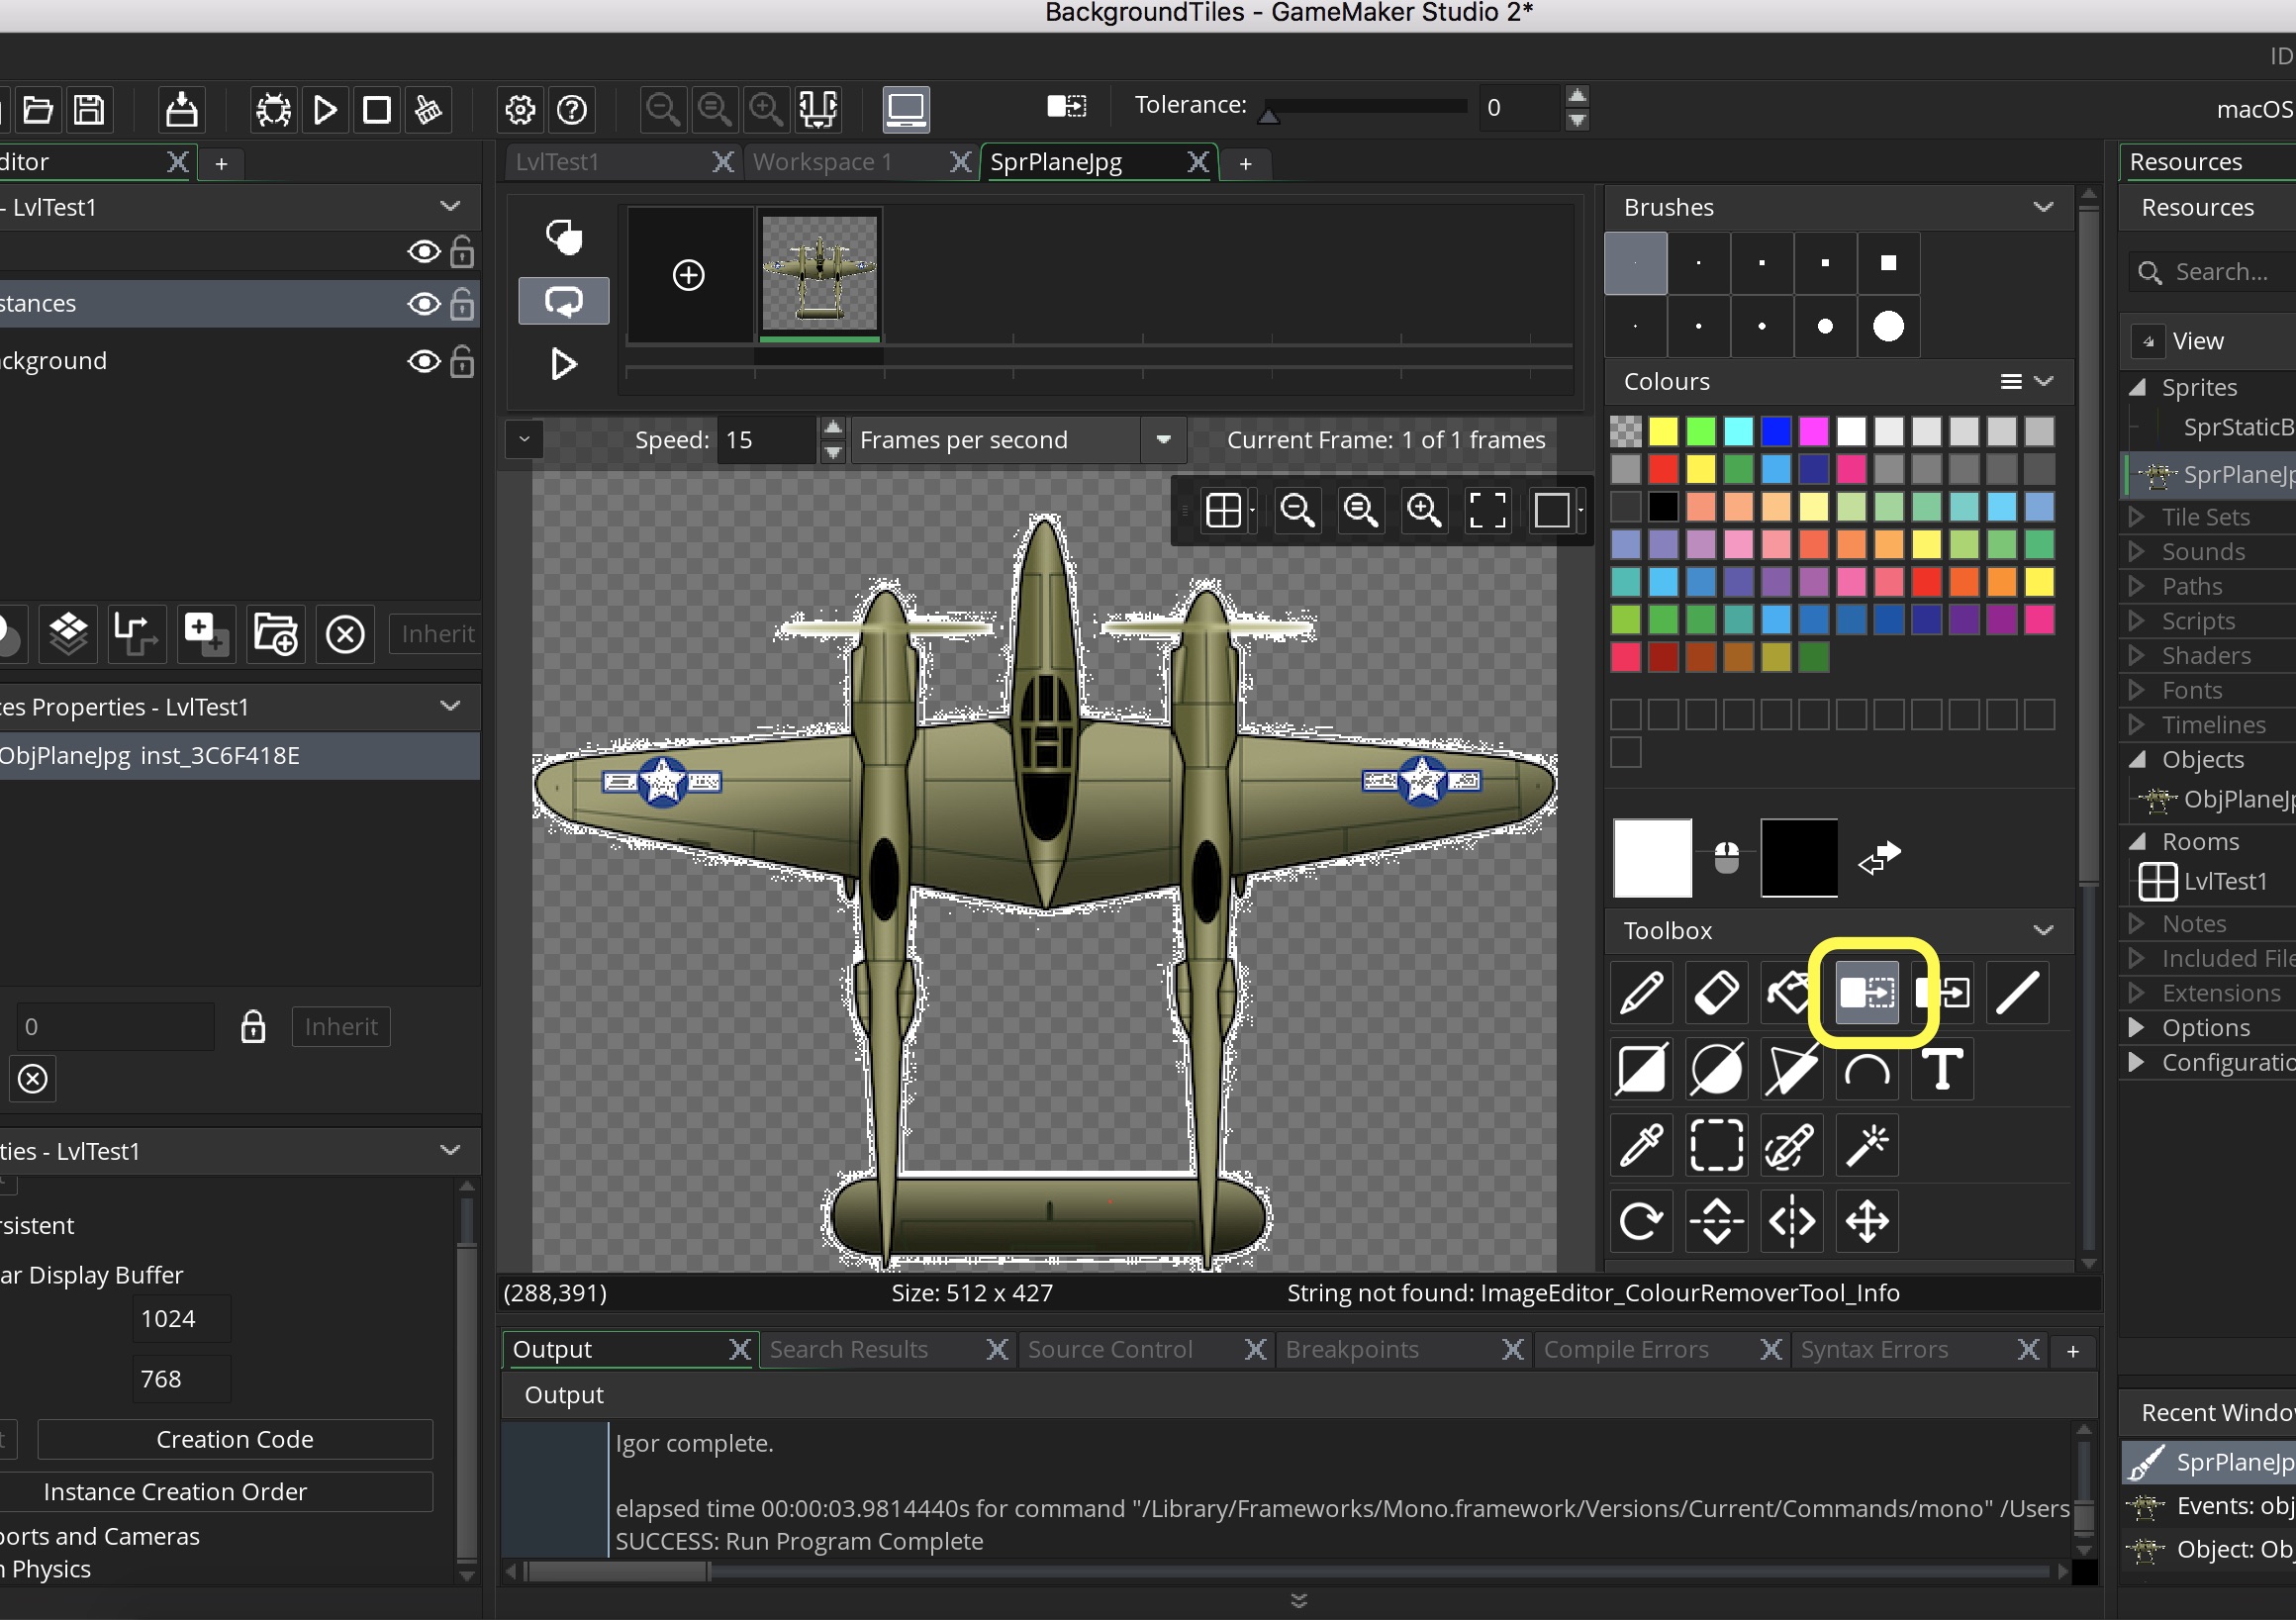 BackgroundTiles - GameMaker Studio 2*
ID
Tolerance:
0
macOS
ditor
+
LvlTest1
Workspace 1
SprPlaneJpg
+
Resources
- LvlTest1
Brushes
Resources
Search...
stances
View
ckground
Colours
Sprites
SprStaticB
Speed: 15
Frames per second
Current Frame: 1 of 1 frames
SprPlaneJp
Tile Sets
Sounds
Paths
Scripts
Inherit
Shaders
Fonts
ces Properties - LvlTest1
Timelines
ObjPlaneJpg inst_3C6F418E
Objects
ObjPlaneJp
Rooms
LvlTest1
Toolbox
Notes
Included File
Extensions
0
Inherit
Options
Configuratio
T
ties - LvlTest1
rsistent
ar Display Buffer
1024
(288,391)
Size: 512 x 427
String not found: ImageEditor_ColourRemoverTool_Info
768
Output
Search Results
Source Control
Breakpoints
Compile Errors
Syntax Errors
+
Output
Recent Windo
t
Creation Code
Igor complete.
SprPlaneJp
Instance Creation Order
elapsed time 00:00:03.9814440s for command "/Library/Frameworks/Mono.framework/Versions/Current/Commands/mono" /Users
Events: obj
orts and Cameras
SUCCESS: Run Program Complete
Object: Ob
n Physics